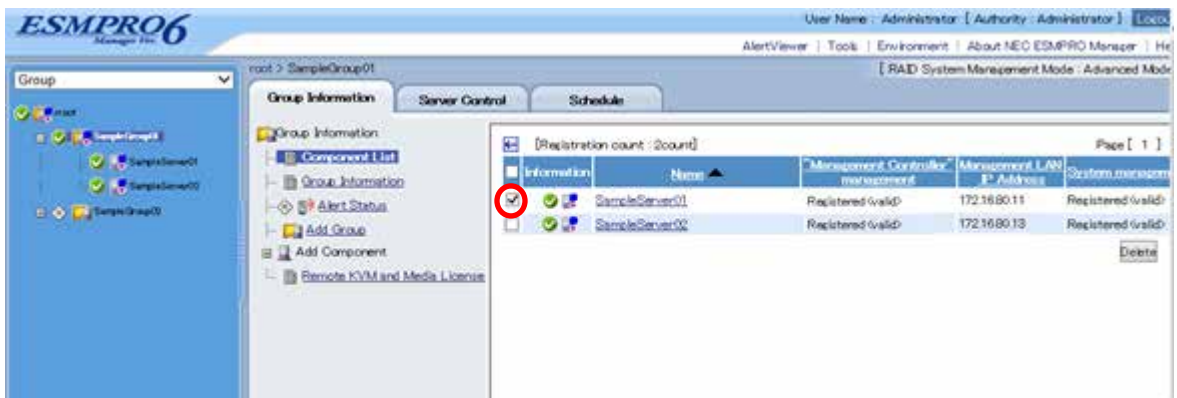 ESMPRO6
User Name : Administrator [ Authority : Administrator ]
AlertViewer | Tools | Environment | About NEC ESMPRO Manager | He
Group
root > SampleGroup01
[ RAID System Management Mode : Advanced Mode
Group Information
Server Control
Schedule
root
SampleGroup01
SampleServer01
SampleServer02
Group Information
Component List
Group Information
Alert Status
Add Group
Add Component
Remote KVM and Media License
[Registration count : 2count]
Page [ 1 ]
Information
Name ▲
"Management Controller" management
Management LAN IP Address
System managem
SampleServer01
Registered (valid)
172.16.80.11
Registered (valid)
SampleServer02
Registered (valid)
172.16.80.13
Registered (valid)
Delete